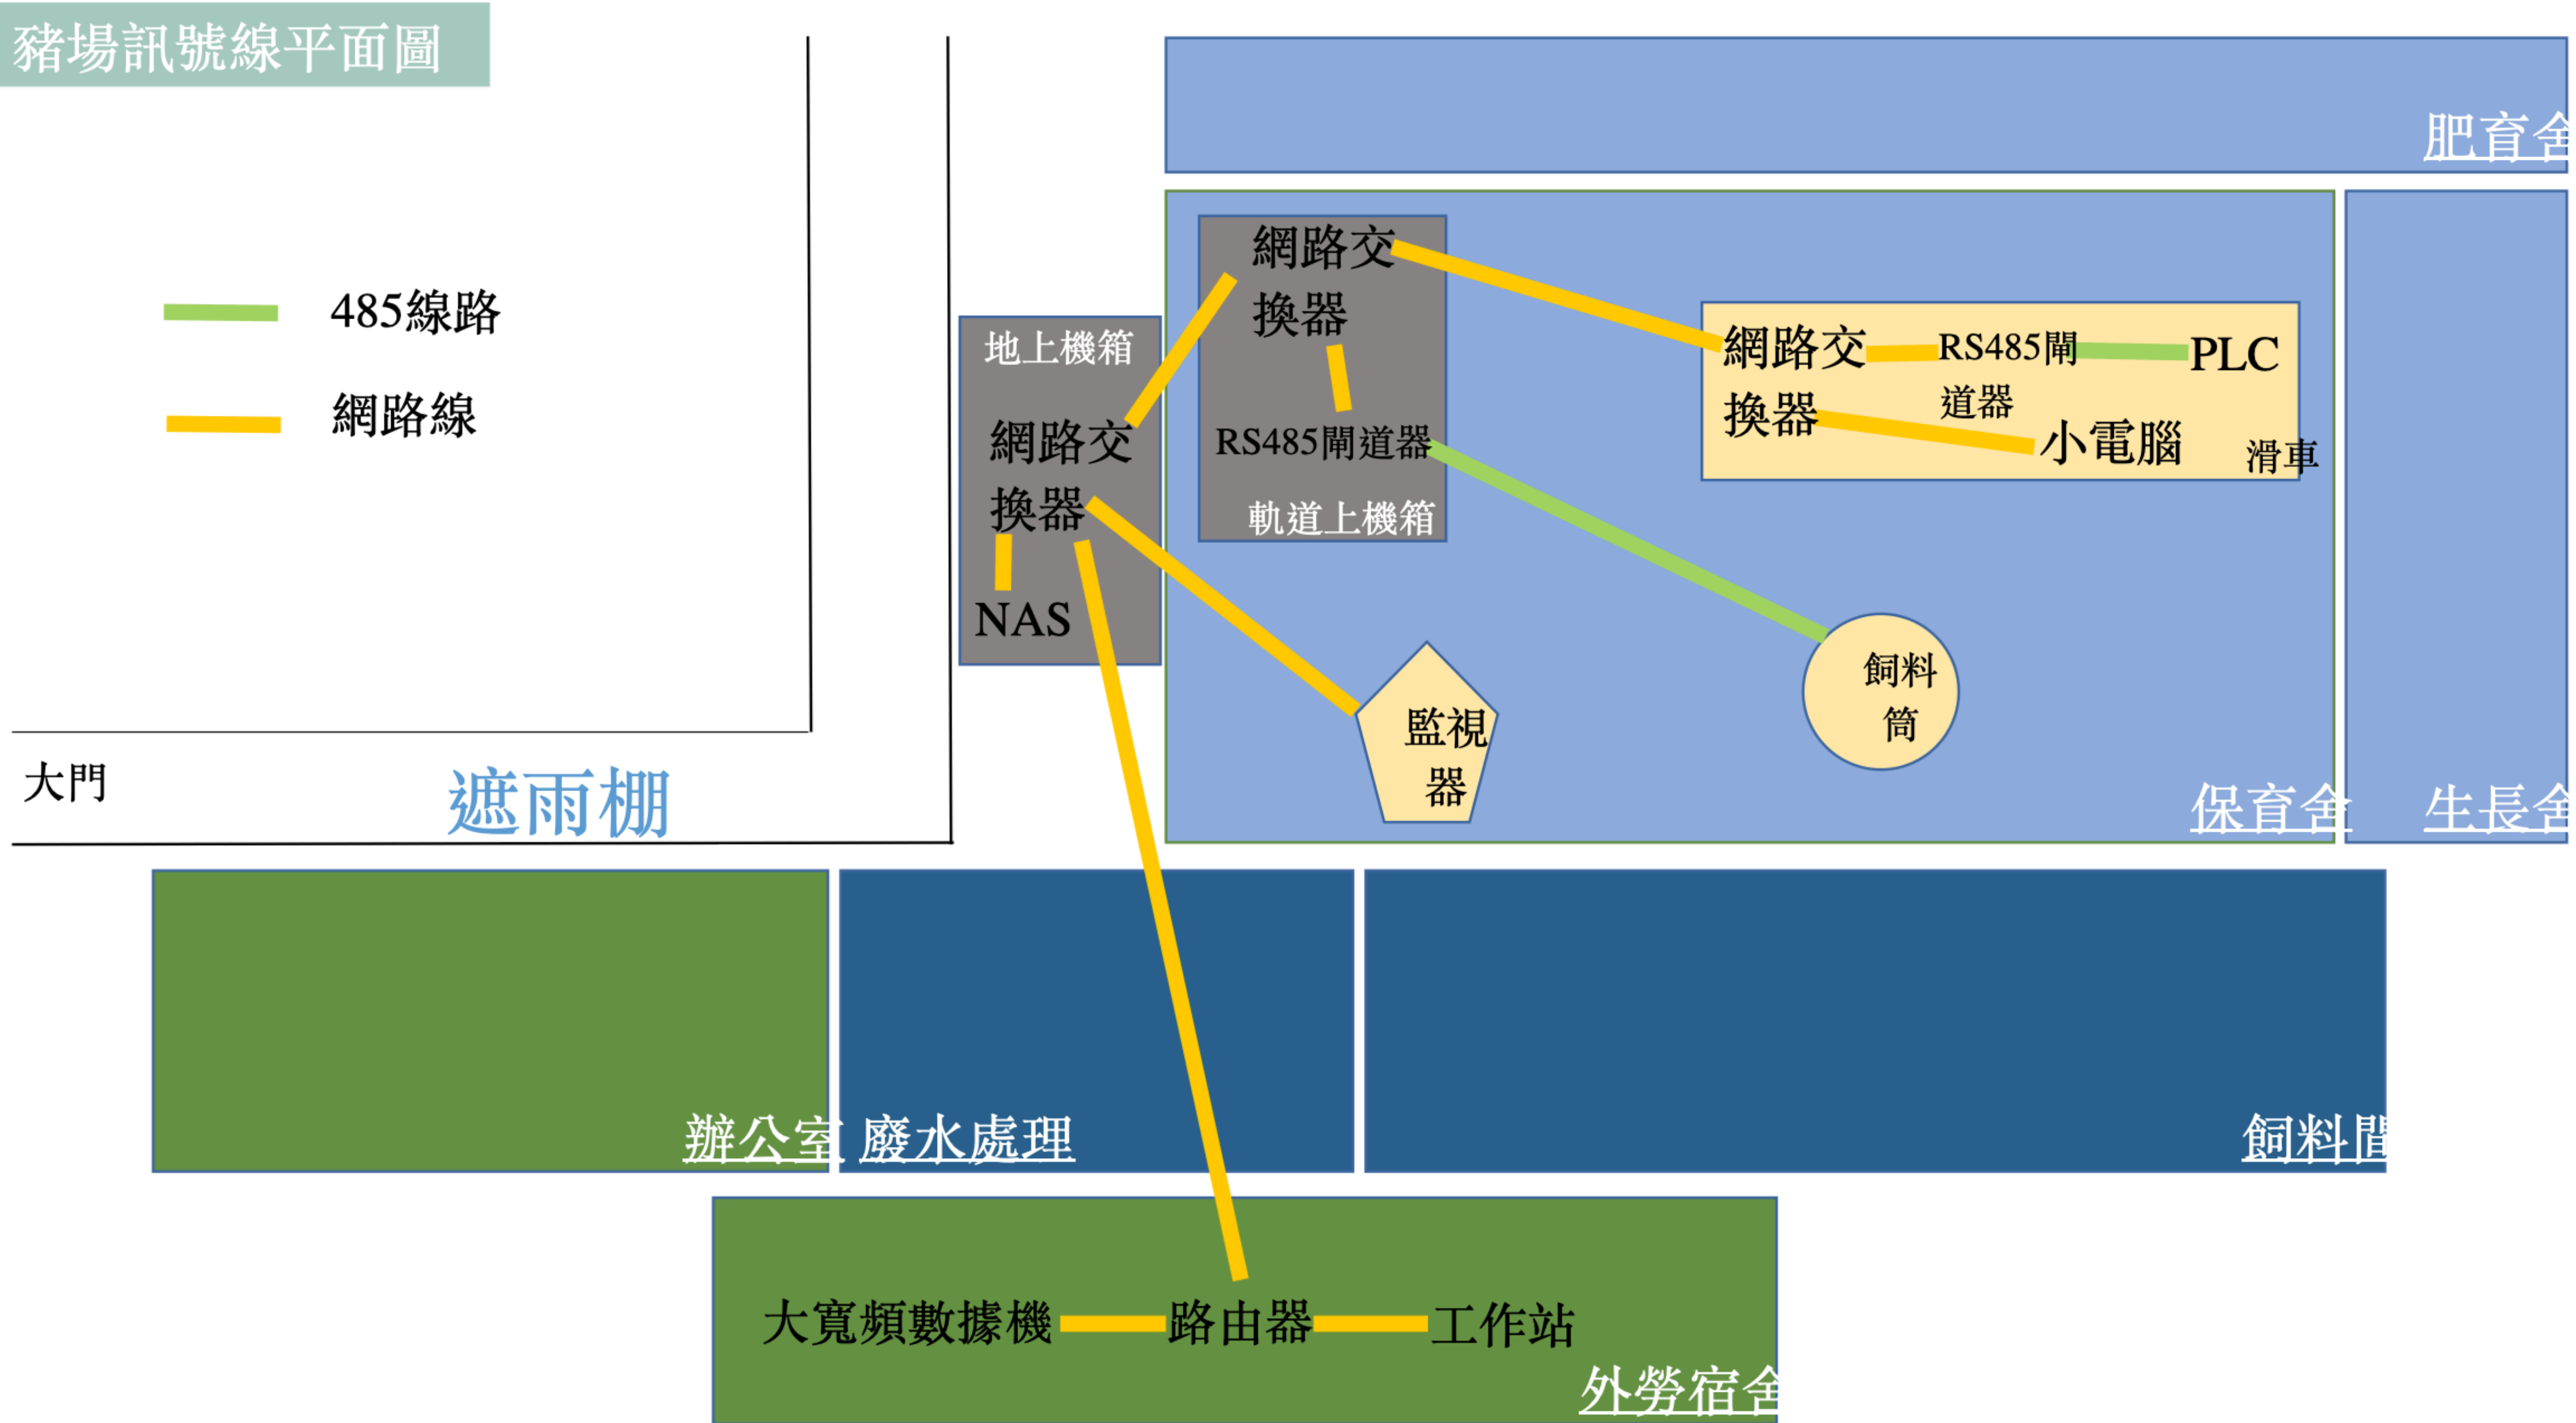 豬場訊號線平面圖
肥育舍
485線路
網路線
地上機箱
網路交
換器
NAS
網路交
換器
RS485閘道器
軌道上機箱
網路交
換器
RS485閘
道器
PLC
小電腦
滑車
監視
器
飼料
筒
保育舍
生長舍
大門
遮雨棚
辦公室
廢水處理
飼料間
大寬頻數據機
路由器
工作站
外勞宿舍